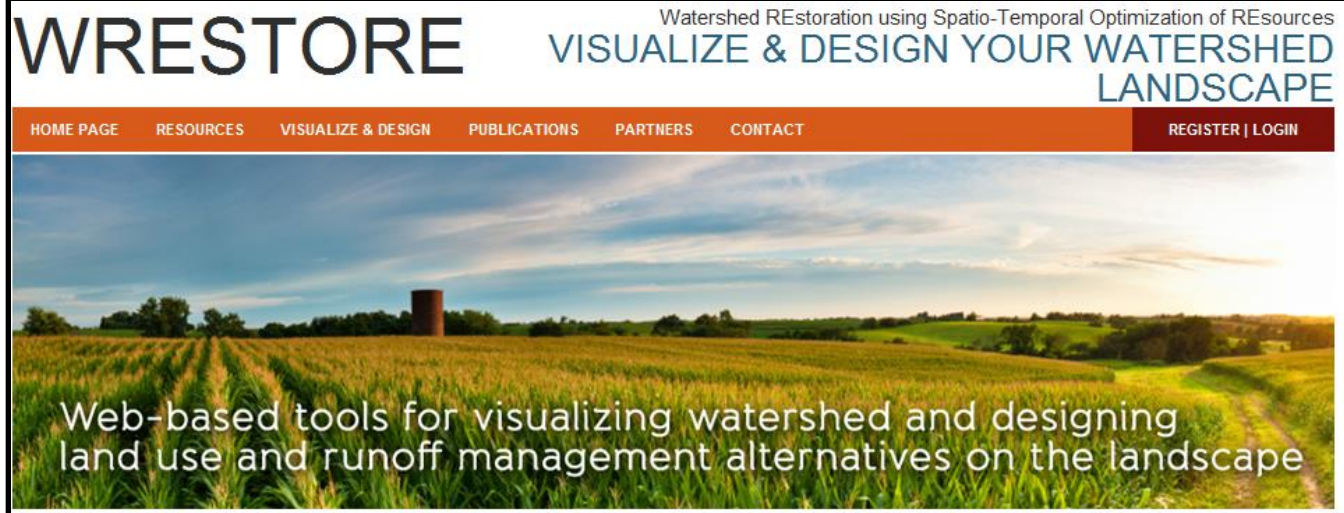 WRESTORE
Watershed REstoration using Spatio-Temporal Optimization of REsources
VISUALIZE & DESIGN YOUR WATERSHED
LANDSCAPE
HOME PAGE RESOURCES VISUALIZE & DESIGN PUBLICATIONS PARTNERS CONTACT REGISTER | LOGIN
Web-based tools for visualizing watershed and designing
land use and runoff management alternatives on the landscape